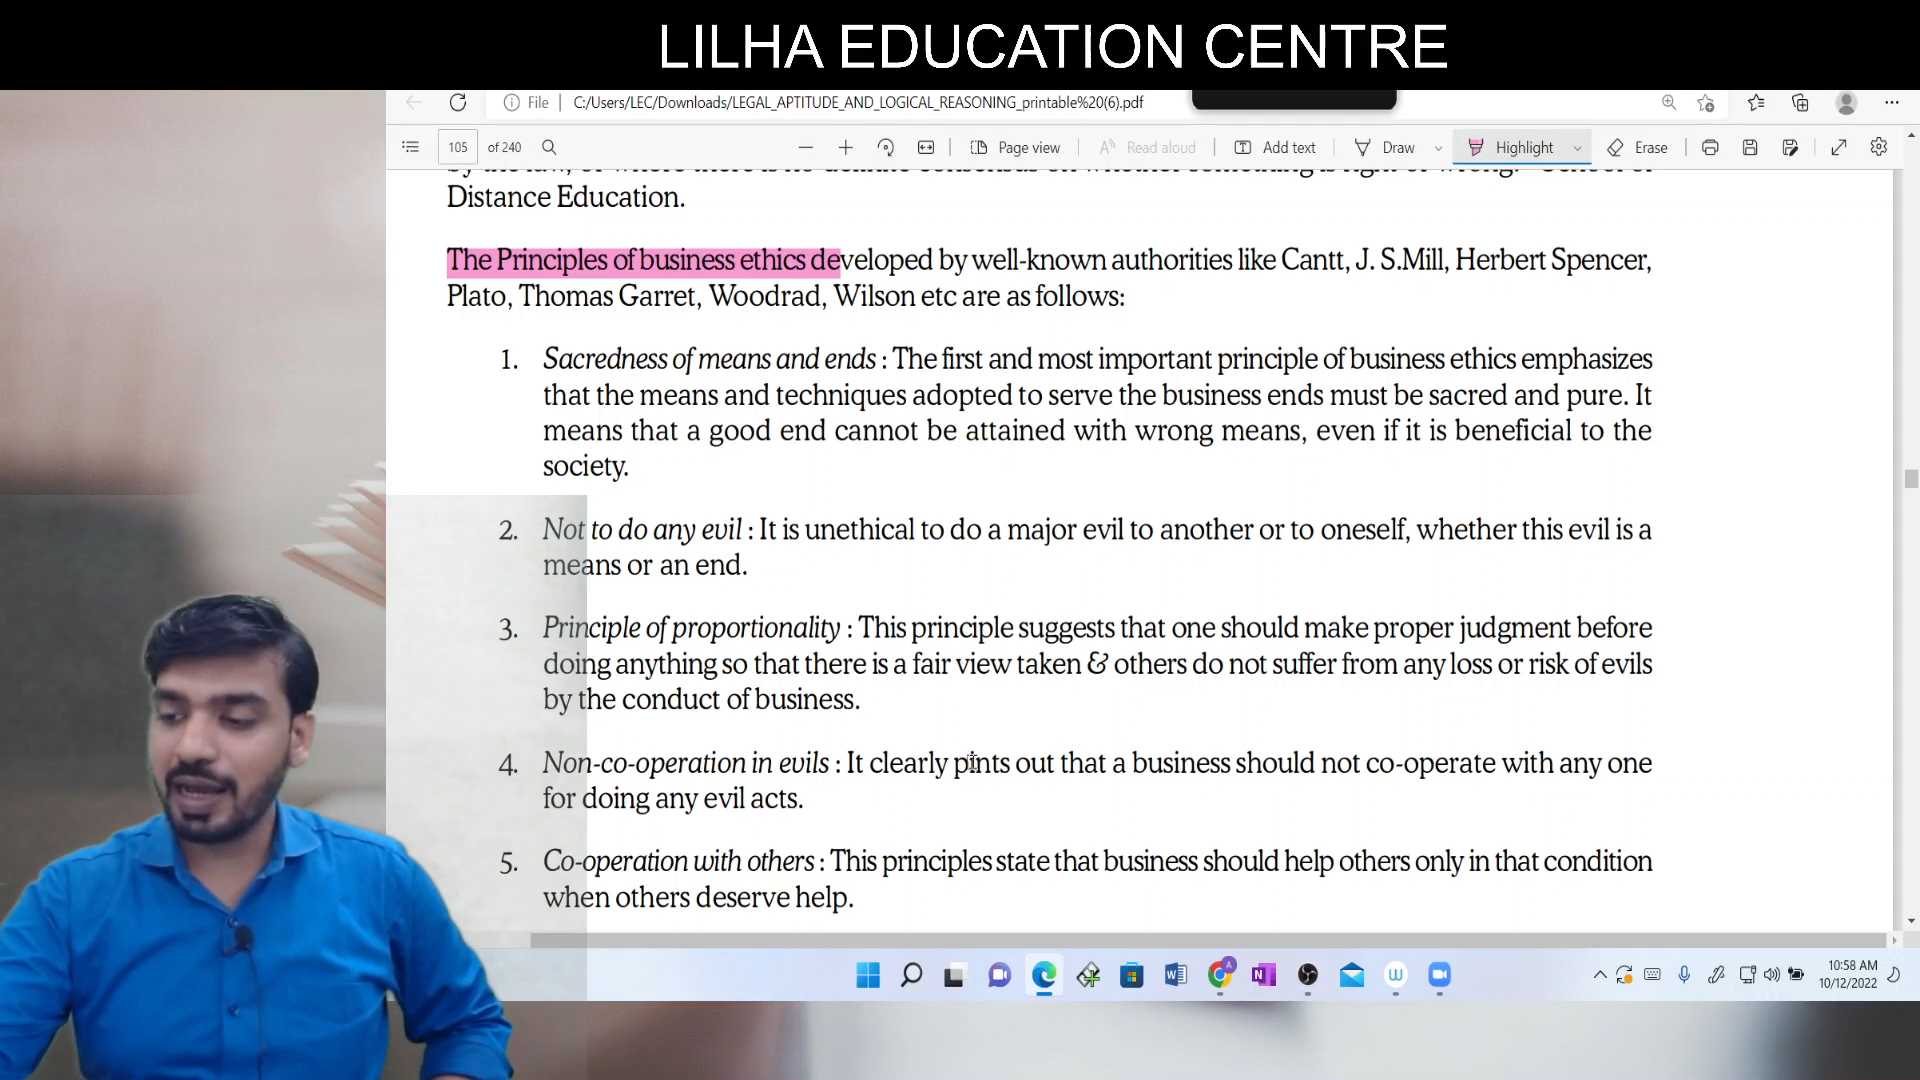 LILHA EDUCATION CENTRE
File C:/Users/LEC/Downloads/LEGAL_APTITUDE_AND_LOGICAL_REASONING_printable%20(6).pdf
105 of 240 Page view Read aloud Add text Draw Highlight Erase
Distance Education.
The Principles of business ethics developed by well-known authorities like Cantt, J. S.Mill, Herbert Spencer,
Plato, Thomas Garret, Woodrad, Wilson etc are as follows:
1. Sacredness of means and ends : The first and most important principle of business ethics emphasizes
that the means and techniques adopted to serve the business ends must be sacred and pure. It
means that a good end cannot be attained with wrong means, even if it is beneficial to the
society.
2. Not to do any evil : It is unethical to do a major evil to another or to oneself, whether this evil is a
means or an end.
3. Principle of proportionality : This principle suggests that one should make proper judgment before
doing anything so that there is a fair view taken & others do not suffer from any loss or risk of evils
by the conduct of business.
4. Non-co-operation in evils : It clearly pints out that a business should not co-operate with any one
for doing any evil acts.
5. Co-operation with others : This principles state that business should help others only in that condition
when others deserve help.
10:58 AM
10/12/2022